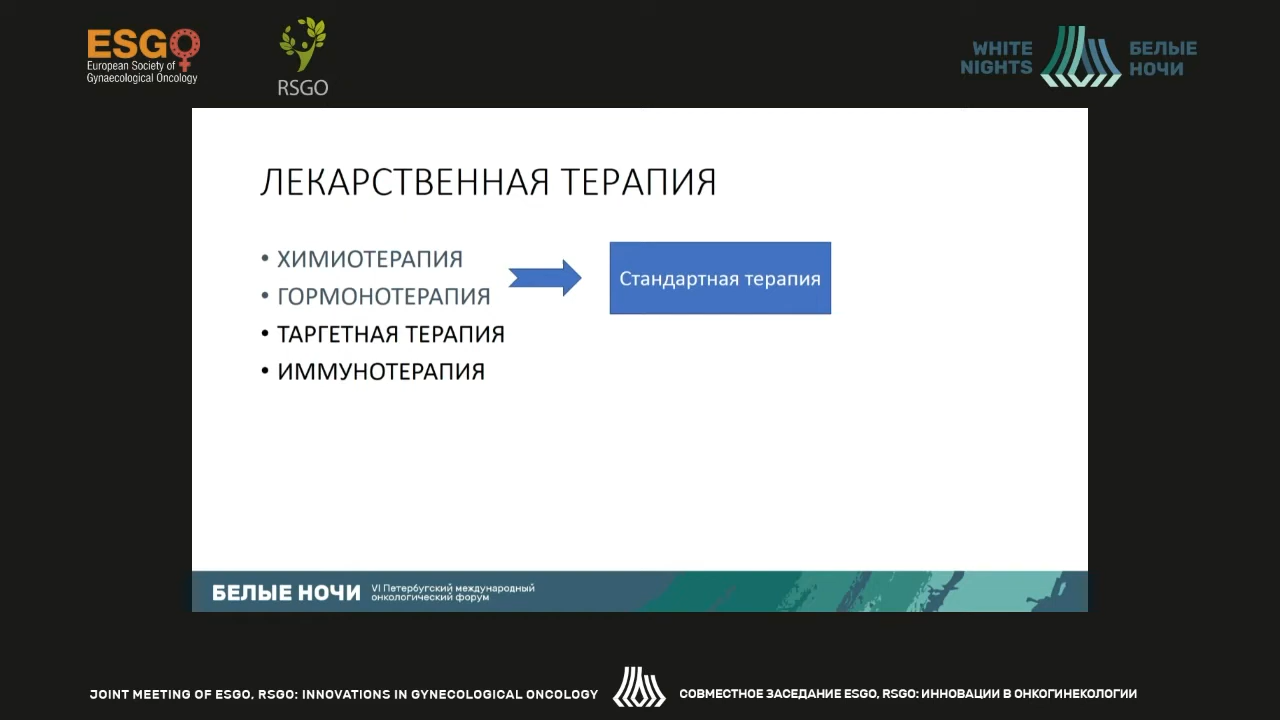 ESGO
European Society of
Gynaecological Oncology
RSGO
WHITE
NIGHTS
БЕЛЫЕ
НОЧИ
ЛЕКАРСТВЕННАЯ ТЕРАПИЯ
• ХИМИОТЕРАПИЯ
• ГОРМОНОТЕРАПИЯ
• ТАРГЕТНАЯ ТЕРАПИЯ
• ИММУНОТЕРАПИЯ
Стандартная терапия
БЕЛЫЕ НОЧИ
VI Петербургский международный
онкологический форум
JOINT MEETING OF ESGO, RSGO: INNOVATIONS IN GYNECOLOGICAL ONCOLOGY
СОВМЕСТНОЕ ЗАСЕДАНИЕ ESGO, RSGO: ИННОВАЦИИ В ОНКОГИНЕКОЛОГИИ